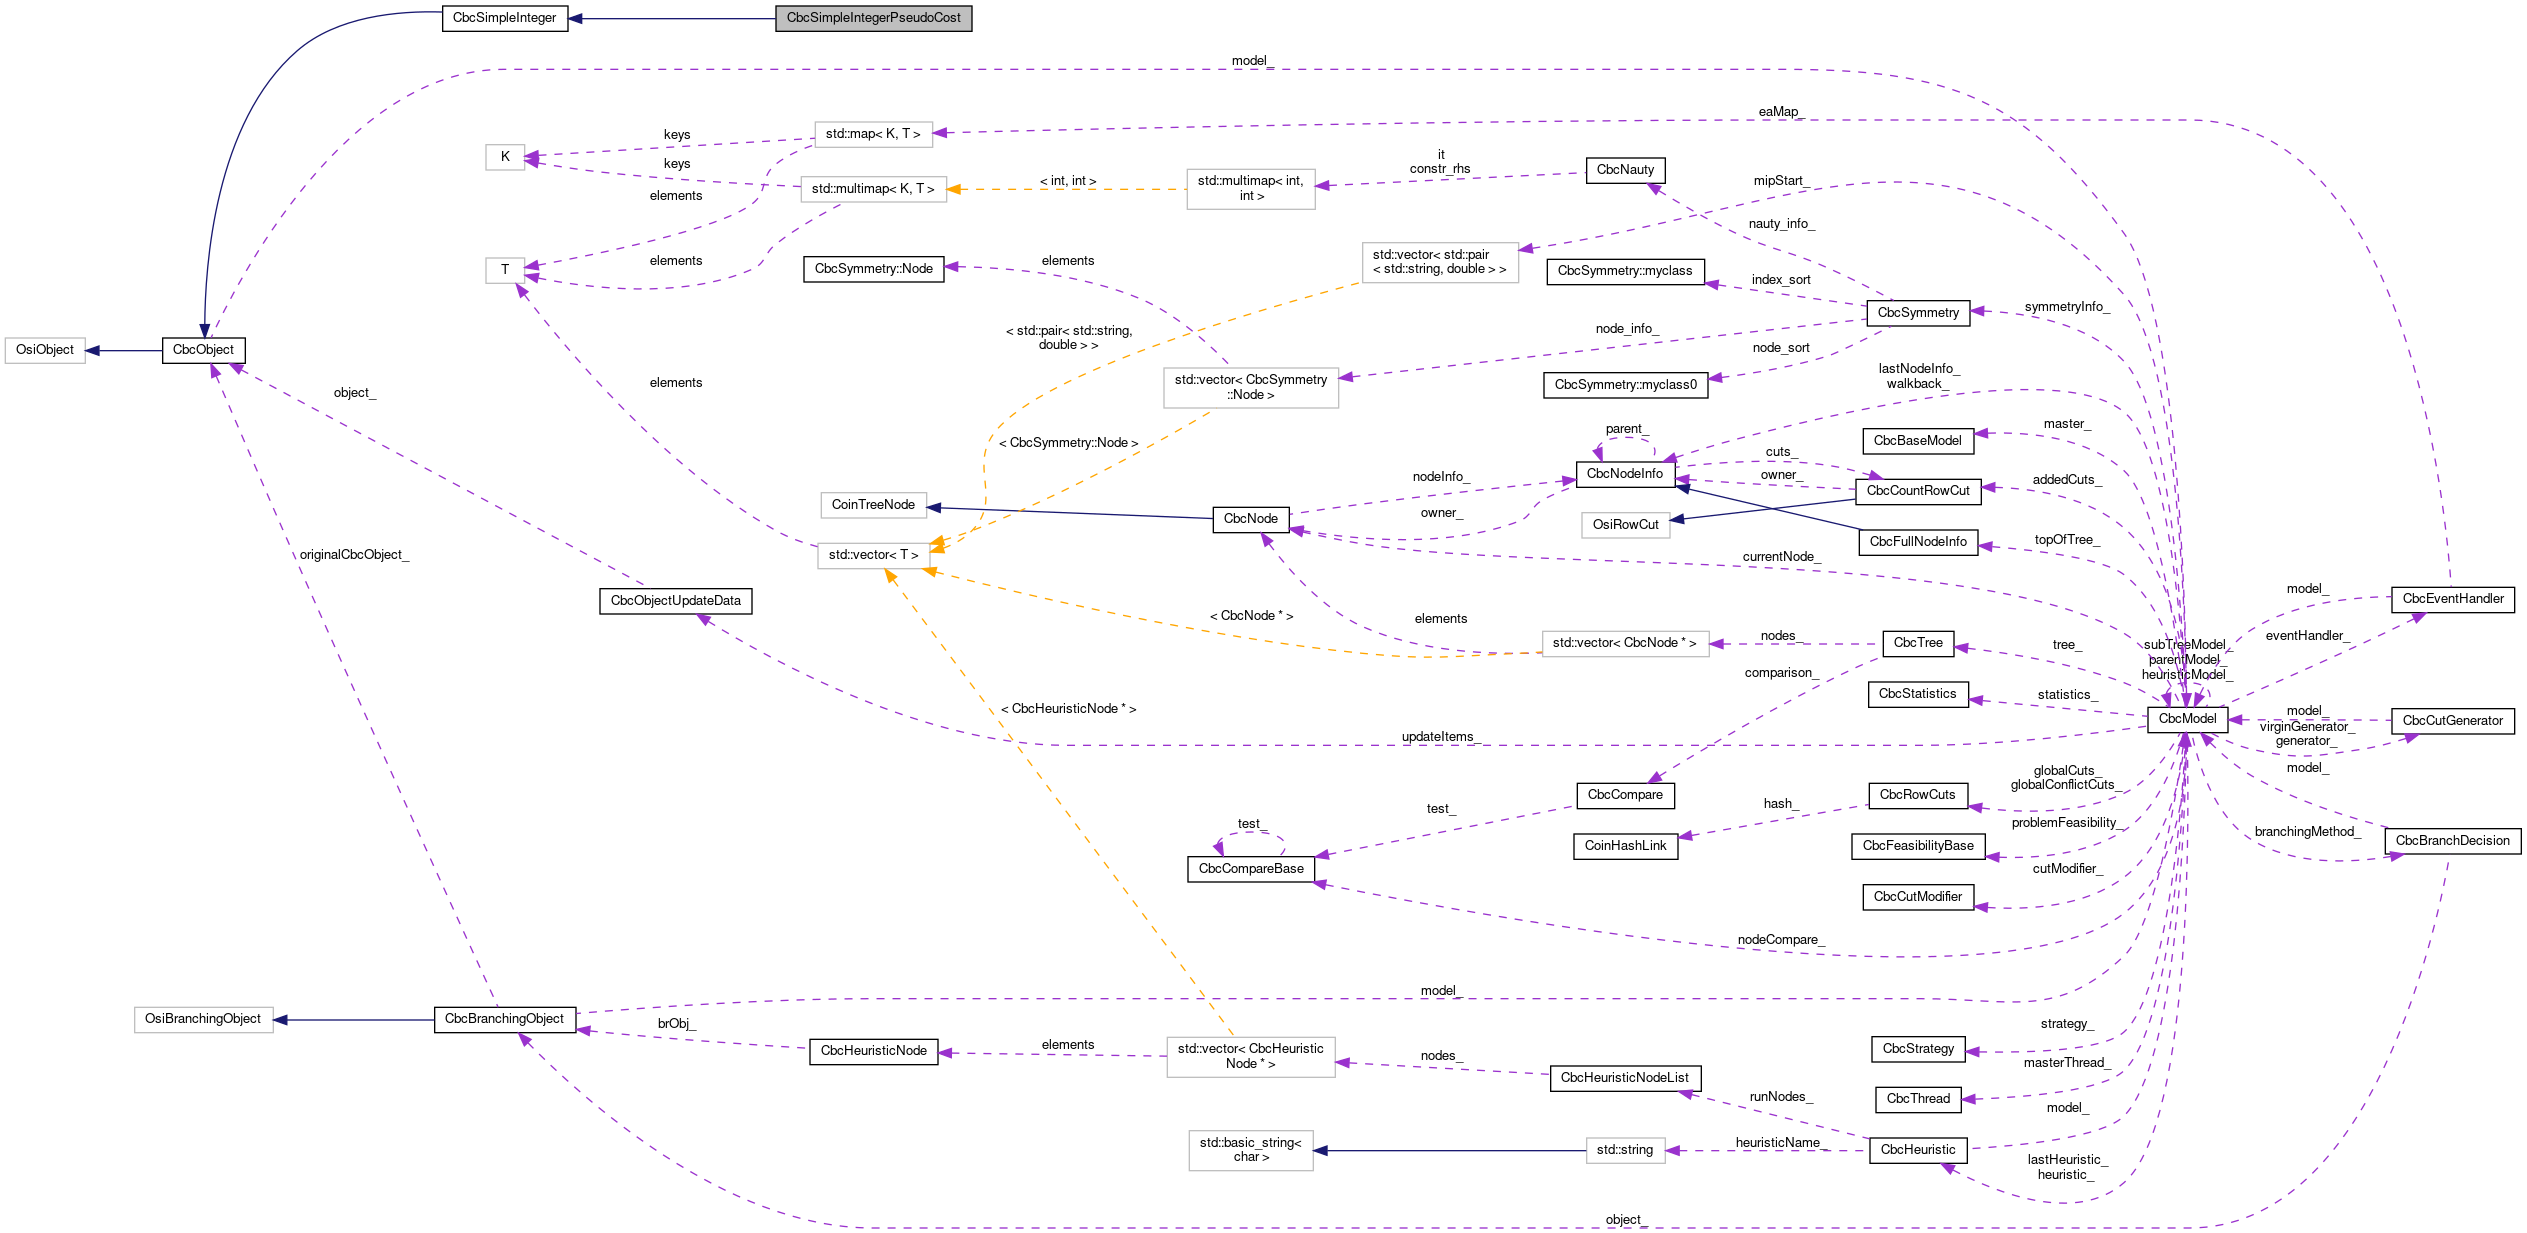 CbcSimpleInteger
CbcSimpleIntegerPseudoCost
model_
eaMap_
keys
std::map< K, T >
K
it
constr_rhs
CbcNauty
keys
std::multimap< K, T >
< int, int >
std::multimap< int,
int >
mipStart_
elements
nauty_info_
std::vector< std::pair
< std::string, double > >
T
elements
CbcSymmetry::Node
elements
CbcSymmetry::myclass
index_sort
CbcSymmetry
symmetryInfo_
< std::pair< std::string,
double > >
node_info_
node_sort
OsiObject
CbcObject
object_
elements
std::vector< CbcSymmetry
::Node >
CbcSymmetry::myclass0
lastNodeInfo_
walkback_
< CbcSymmetry::Node >
parent_
CbcBaseModel
master_
CbcNodeInfo
cuts_
owner_
CbcCountRowCut
addedCuts_
nodeInfo_
CoinTreeNode
CbcNode
owner_
OsiRowCut
CbcFullNodeInfo
topOfTree_
originalCbcObject_
std::vector< T >
currentNode_
CbcObjectUpdateData
model_
CbcEventHandler
< CbcNode * >
elements
std::vector< CbcNode * >
nodes_
CbcTree
tree_
eventHandler_
subTreeModel_
parentModel_
heuristicModel_
comparison_
CbcStatistics
statistics_
< CbcHeuristicNode * >
CbcModel
model_
CbcCutGenerator
virginGenerator_
generator_
updateItems_
globalCuts_
globalConflictCuts_
model_
CbcCompare
hash_
CbcRowCuts
test_
test_
problemFeasibility_
branchingMethod_
CbcBranchDecision
CoinHashLink
CbcFeasibilityBase
CbcCompareBase
cutModifier_
CbcCutModifier
nodeCompare_
model_
OsiBranchingObject
CbcBranchingObject
brObj_
CbcHeuristicNode
elements
std::vector< CbcHeuristic
Node * >
nodes_
CbcHeuristicNodeList
CbcStrategy
strategy_
masterThread_
runNodes_
CbcThread
model_
std::basic_string<
char >
std::string
heuristicName_
CbcHeuristic
lastHeuristic_
heuristic_
object_